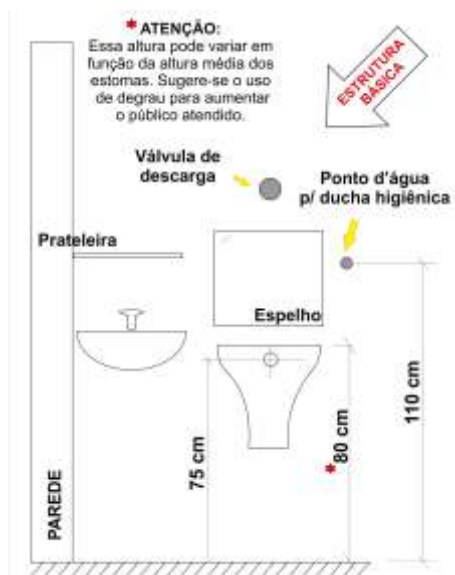 * ATENÇÃO:
Essa altura pode variar em
função da altura média dos
estomas. Sugere-se o uso
de degrau para aumentar
o público atendido.
ESTRUTURA
BÁSICA
Válvula de
descarga
Ponto d'água
p/ ducha higiênica
Prateleira
Espelho
75 cm
* 80 cm
110 cm
PAREDE